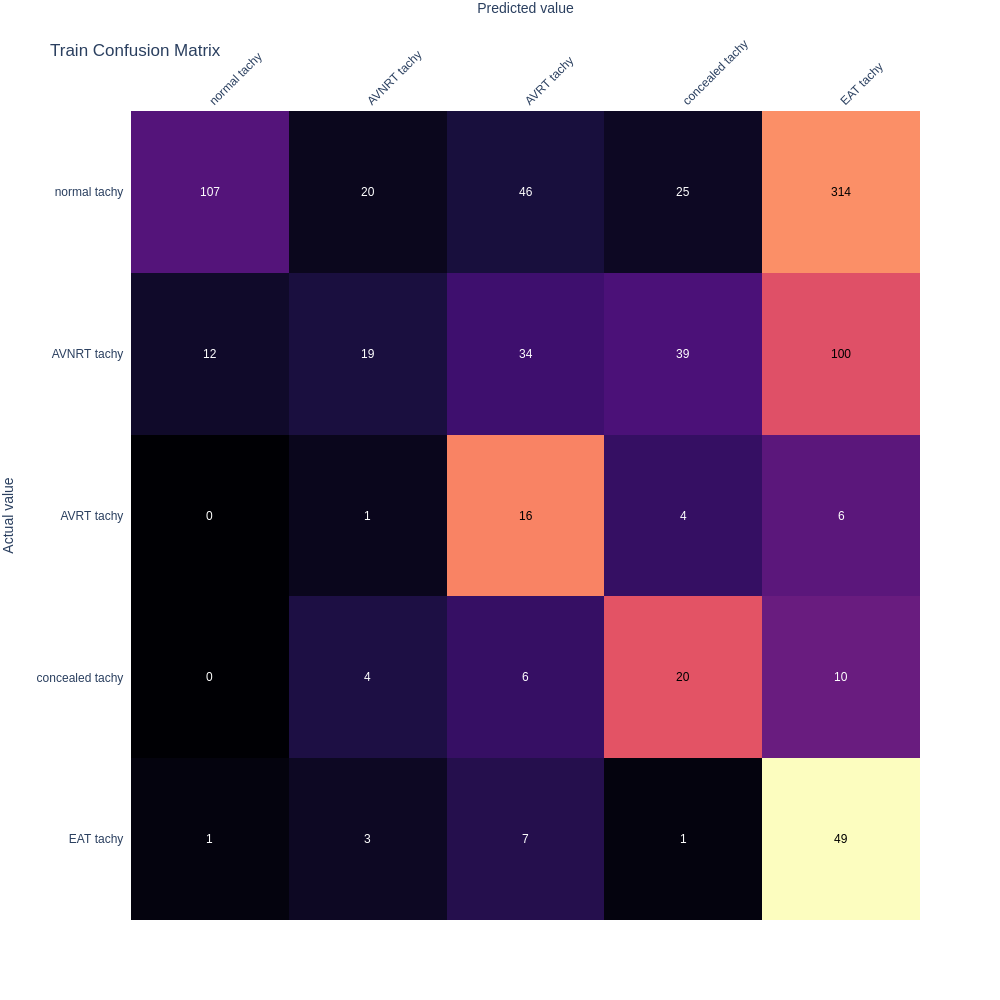 Predicted value
Train Confusion Matrix
normal tachy
AVNRT tachy
AVRT tachy
concealed tachy
EAT tachy
normal tachy 107 20 46 25 314
AVNRT tachy 12 19 34 39 100
AVRT tachy 0 1 16 4 6
concealed tachy 0 4 6 20 10
EAT tachy 1 3 7 1 49
Actual value